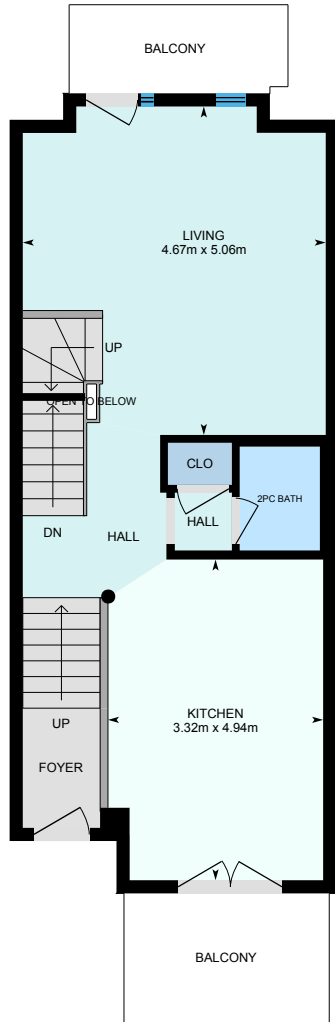 BALCONY
LIVING
4.67m x 5.06m
UP
OPEN TO BELOW
CLO
2PC BATH
HALL
DN
HALL
KITCHEN
3.32m x 4.94m
UP
FOYER
BALCONY